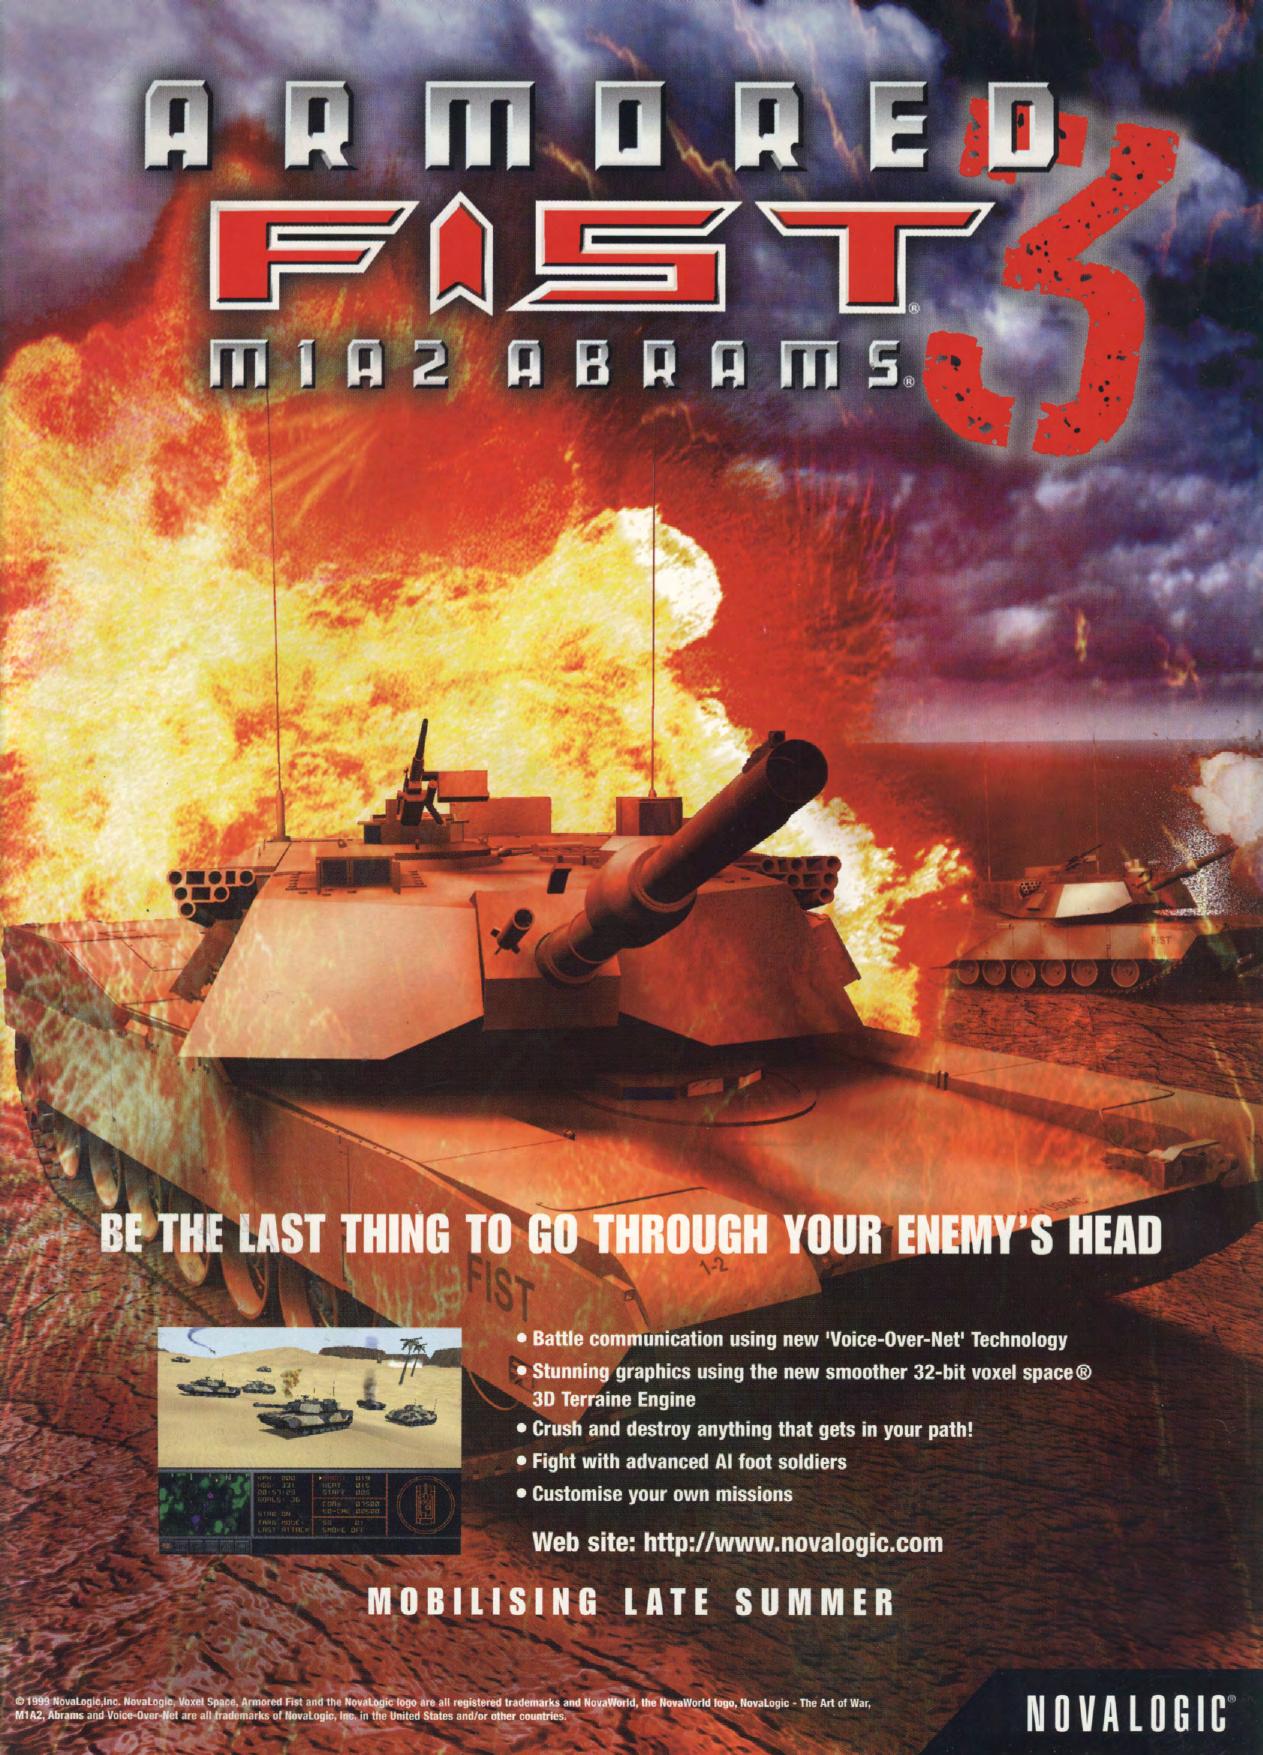 ARMORED
FIST® 3
M1A2 ABRAMS®
FIST
BE THE LAST THING TO GO THROUGH YOUR ENEMY'S HEAD
1-2
FIST
• Battle communication using new 'Voice-Over-Net' Technology
• Stunning graphics using the new smoother 32-bit voxel space®
3D Terraine Engine
• Crush and destroy anything that gets in your path!
• Fight with advanced AI foot soldiers
• Customise your own missions
Web site: http://www.novalogic.com
MOBILISING LATE SUMMER
© 1999 NovaLogic,Inc. NovaLogic, Voxel Space, Armored Fist and the NovaLogic logo are all registered trademarks and NovaWorld, the NovaWorld logo, NovaLogic - The Art of War,
M1A2, Abrams and Voice-Over-Net are all trademarks of NovaLogic, Inc. in the United States and/or other countries.
NOVALOGIC®